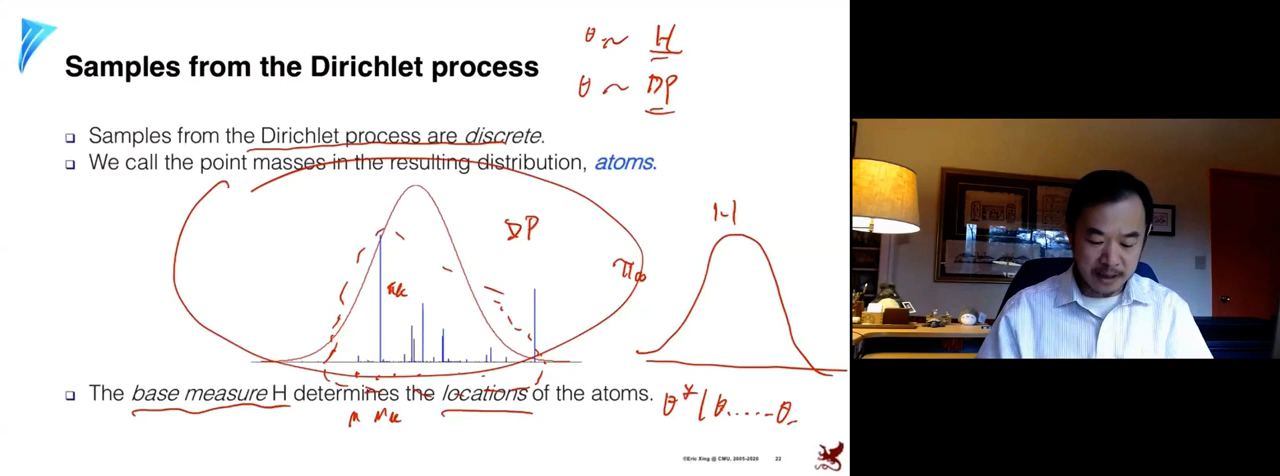 Samples from the Dirichlet process
θ ~ H
θ ~ DP
❑ Samples from the Dirichlet process are discrete.
❑ We call the point masses in the resulting distribution, atoms.
H
DP
π∞
πk
❑ The base measure H determines the locations of the atoms.
©Eric Xing @ CMU, 2005-2020
22